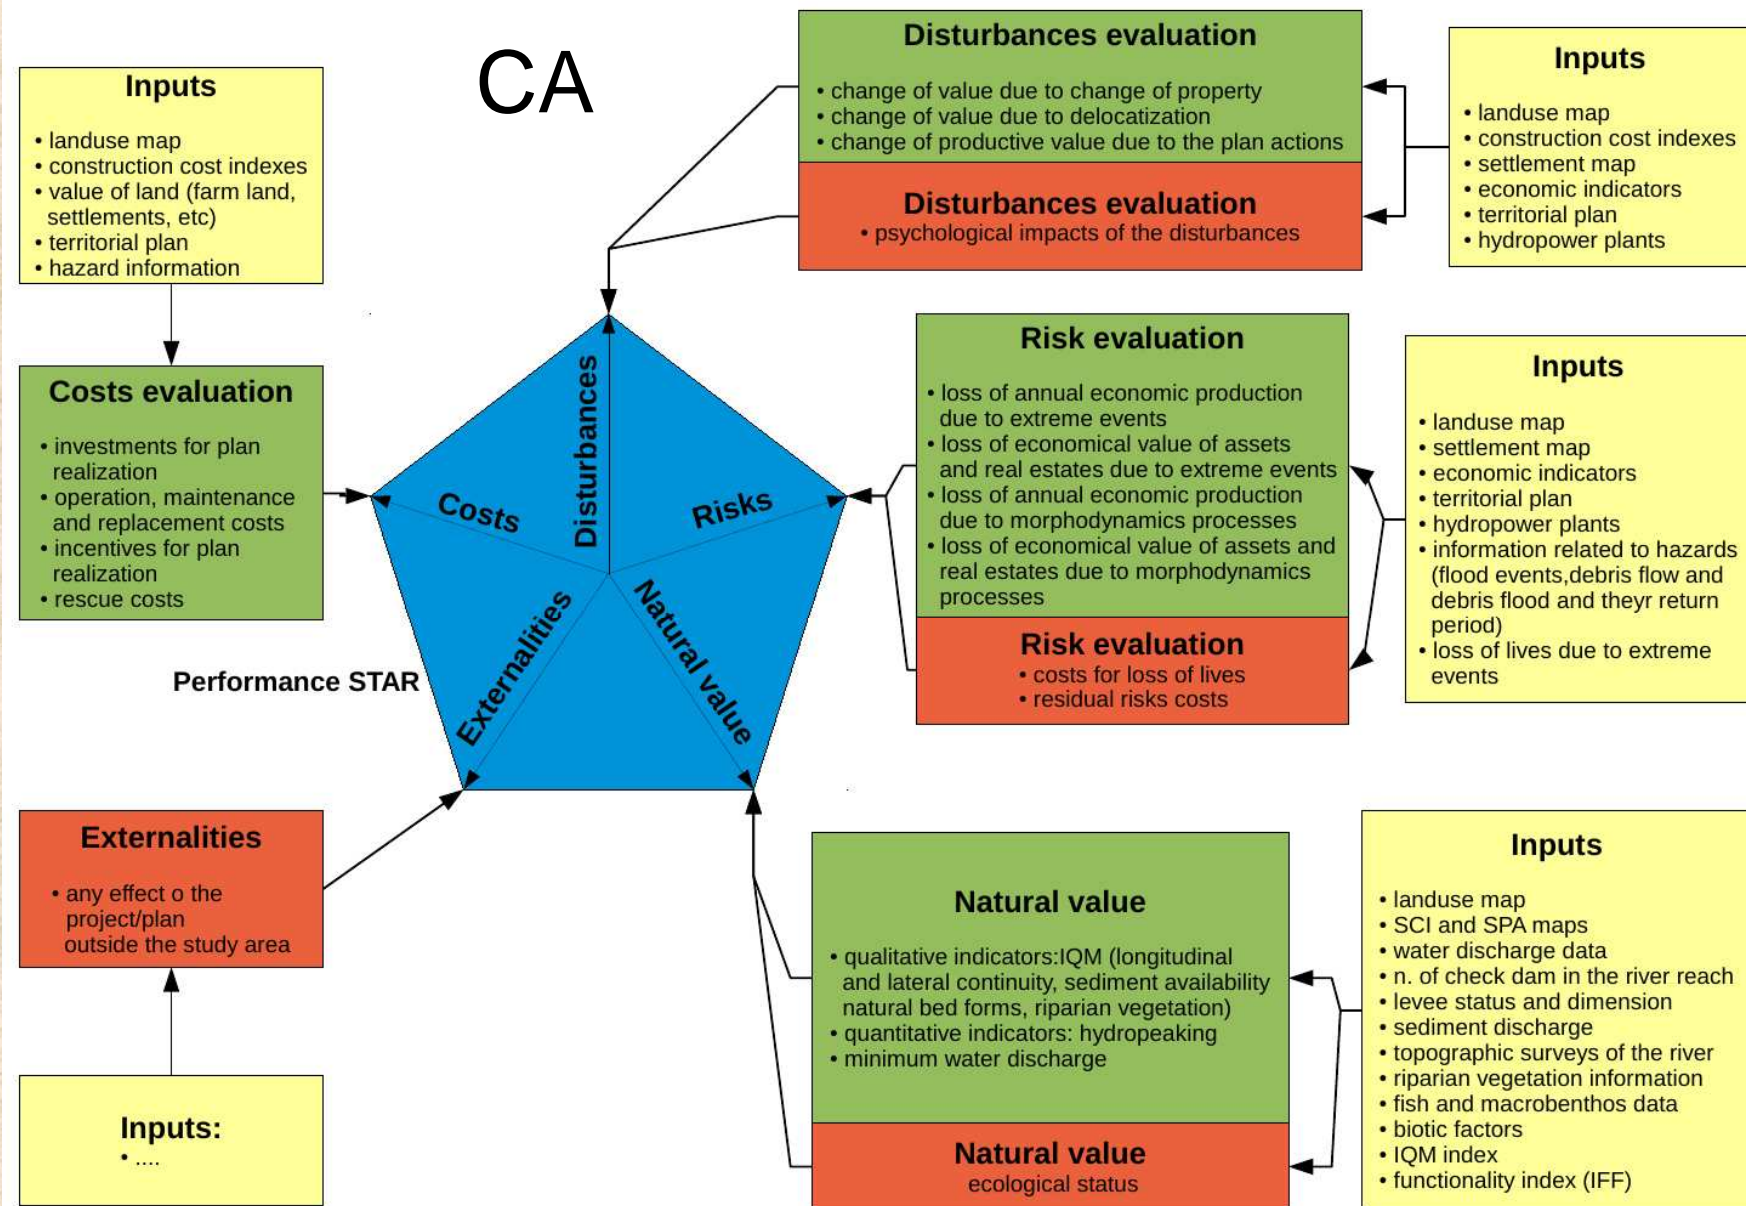 CA
Inputs
• landuse map
• construction cost indexes
• value of land (farm land,
settlements, etc)
• territorial plan
• hazard information
Costs evaluation
• investments for plan
realization
• operation, maintenance
and replacement costs
• incentives for plan
realization
• rescue costs
Disturbances evaluation
• change of value due to change of property
• change of value due to delocatization
• change of productive value due to the plan actions
Disturbances evaluation
• psychological impacts of the disturbances
Inputs
• landuse map
• construction cost indexes
• settlement map
• economic indicators
• territorial plan
• hydropower plants
Disturbances
Costs
Risks
Externalities
Natural value
Performance STAR
Risk evaluation
• loss of annual economic production
due to extreme events
• loss of economical value of assets
and real estates due to extreme events
• loss of annual economic production
due to morphodynamics processes
• loss of economical value of assets and
real estates due to morphodynamics
processes
Risk evaluation
• costs for loss of lives
• residual risks costs
Inputs
• landuse map
• settlement map
• economic indicators
• territorial plan
• hydropower plants
• information related to hazards
(flood events,debris flow and
debris flood and theyr return
period)
• loss of lives due to extreme
events
Externalities
• any effect o the
project/plan
outside the study area
Inputs:
• ....
Natural value
• qualitative indicators:IQM (longitudinal
and lateral continuity, sediment availability
natural bed forms, riparian vegetation)
• quantitative indicators: hydropeaking
• minimum water discharge
Natural value
ecological status
Inputs
• landuse map
• SCI and SPA maps
• water discharge data
• n. of check dam in the river reach
• levee status and dimension
• sediment discharge
• topographic surveys of the river
• riparian vegetation information
• fish and macrobenthos data
• biotic factors
• IQM index
• functionality index (IFF)